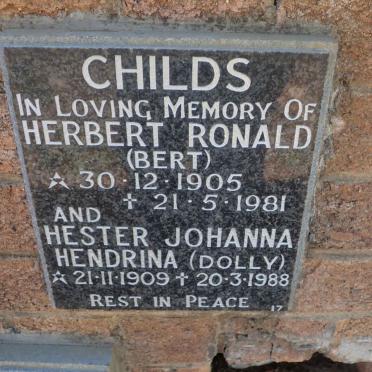 CHILDS
IN LOVING MEMORY OF
HERBERT RONALD
(BERT)
☆ 30·12·1905
✝ 21·5·1981
AND
HESTER JOHANNA
HENDRINA (DOLLY)
☆ 21·11·1909 ✝ 20·3·1988
REST IN PEACE
17